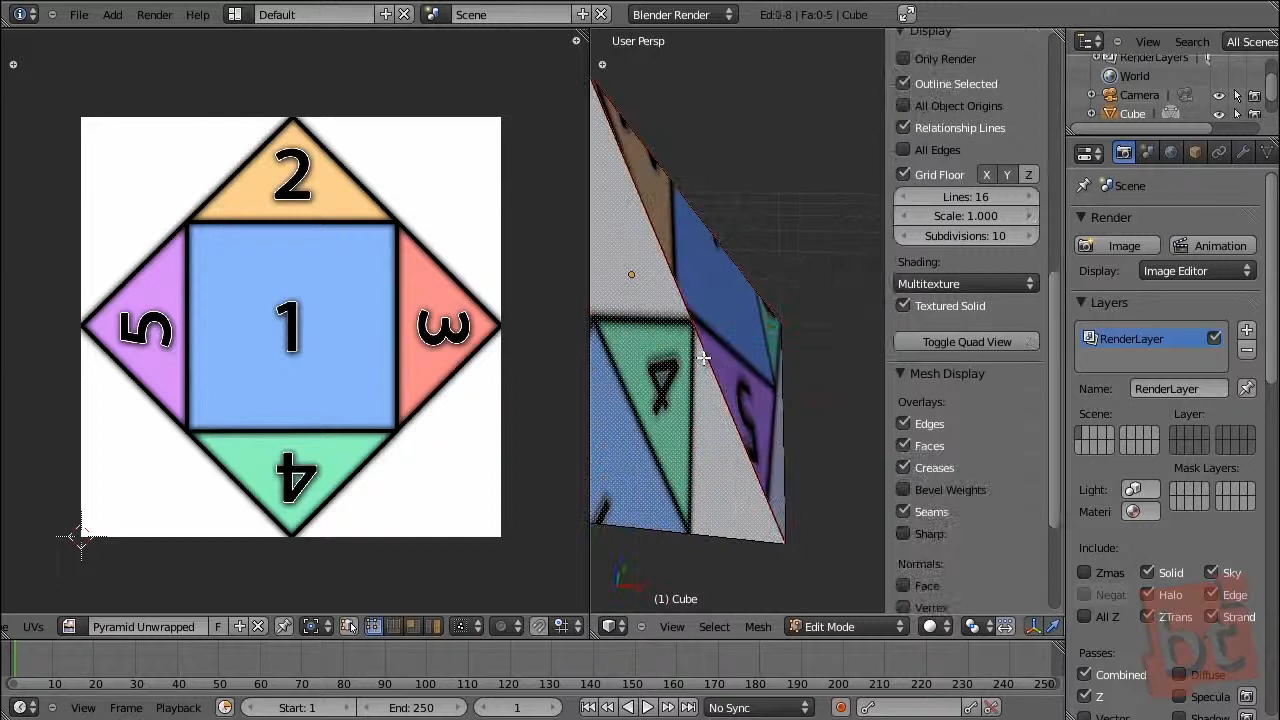 File Add Render Help Default Scene Blender Render Ed:0-8 | Fa:0-5 | Cube
View Search All Scenes
RenderLayers
World
Camera
Cube
User Persp
Display
Only Render
Outline Selected
All Object Origins
Relationship Lines
All Edges
Grid Floor X Y Z
Lines: 16
Scale: 1.000
Subdivisions: 10
Shading:
Multitexture
Textured Solid
Toggle Quad View
Mesh Display
Overlays:
Edges
Faces
Creases
Bevel Weights
Seams
Sharp
Normals:
Face
Vertex
2
5 1 3
4
4
Scene
Render
Image Animation
Display: Image Editor
Layers
RenderLayer
Name: RenderLayer
Scene: Layer:
Mask Layers:
Light:
Materi
Include:
Zmas Solid Sky
Negat Halo Edge
All Z ZTrans Strand
Passes:
Combined Diffuse
Z Specula
Vector Shadow
(1) Cube
UVs Pyramid Unwrapped F
View Select Mesh Edit Mode
10 20 30 40 50 60 70 80 90 100 110 120 130 140 150 160 170 180 190 200 210 220 230 240 250
View Frame Playback Start: 1 End: 250 1 No Sync